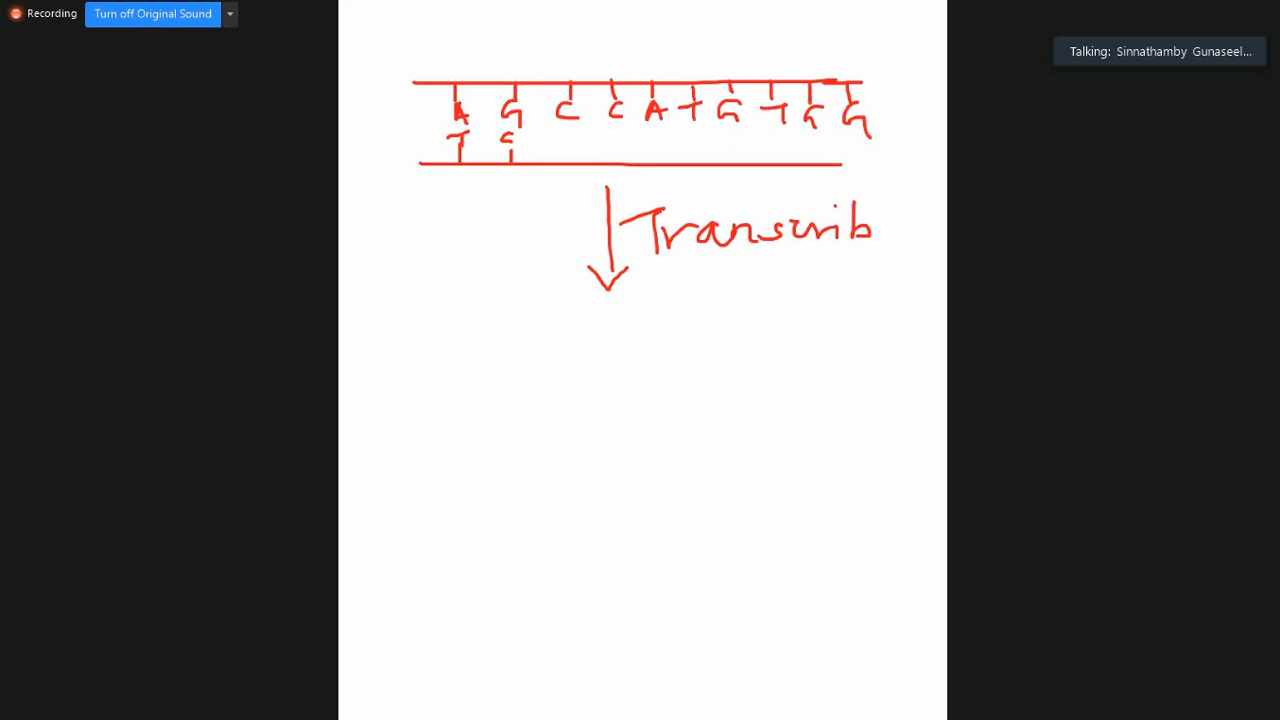 Recording
Turn off Original Sound
Talking: Sinnathamby Gunaseel...
A G C C A T G T G G
T C
Transcrib